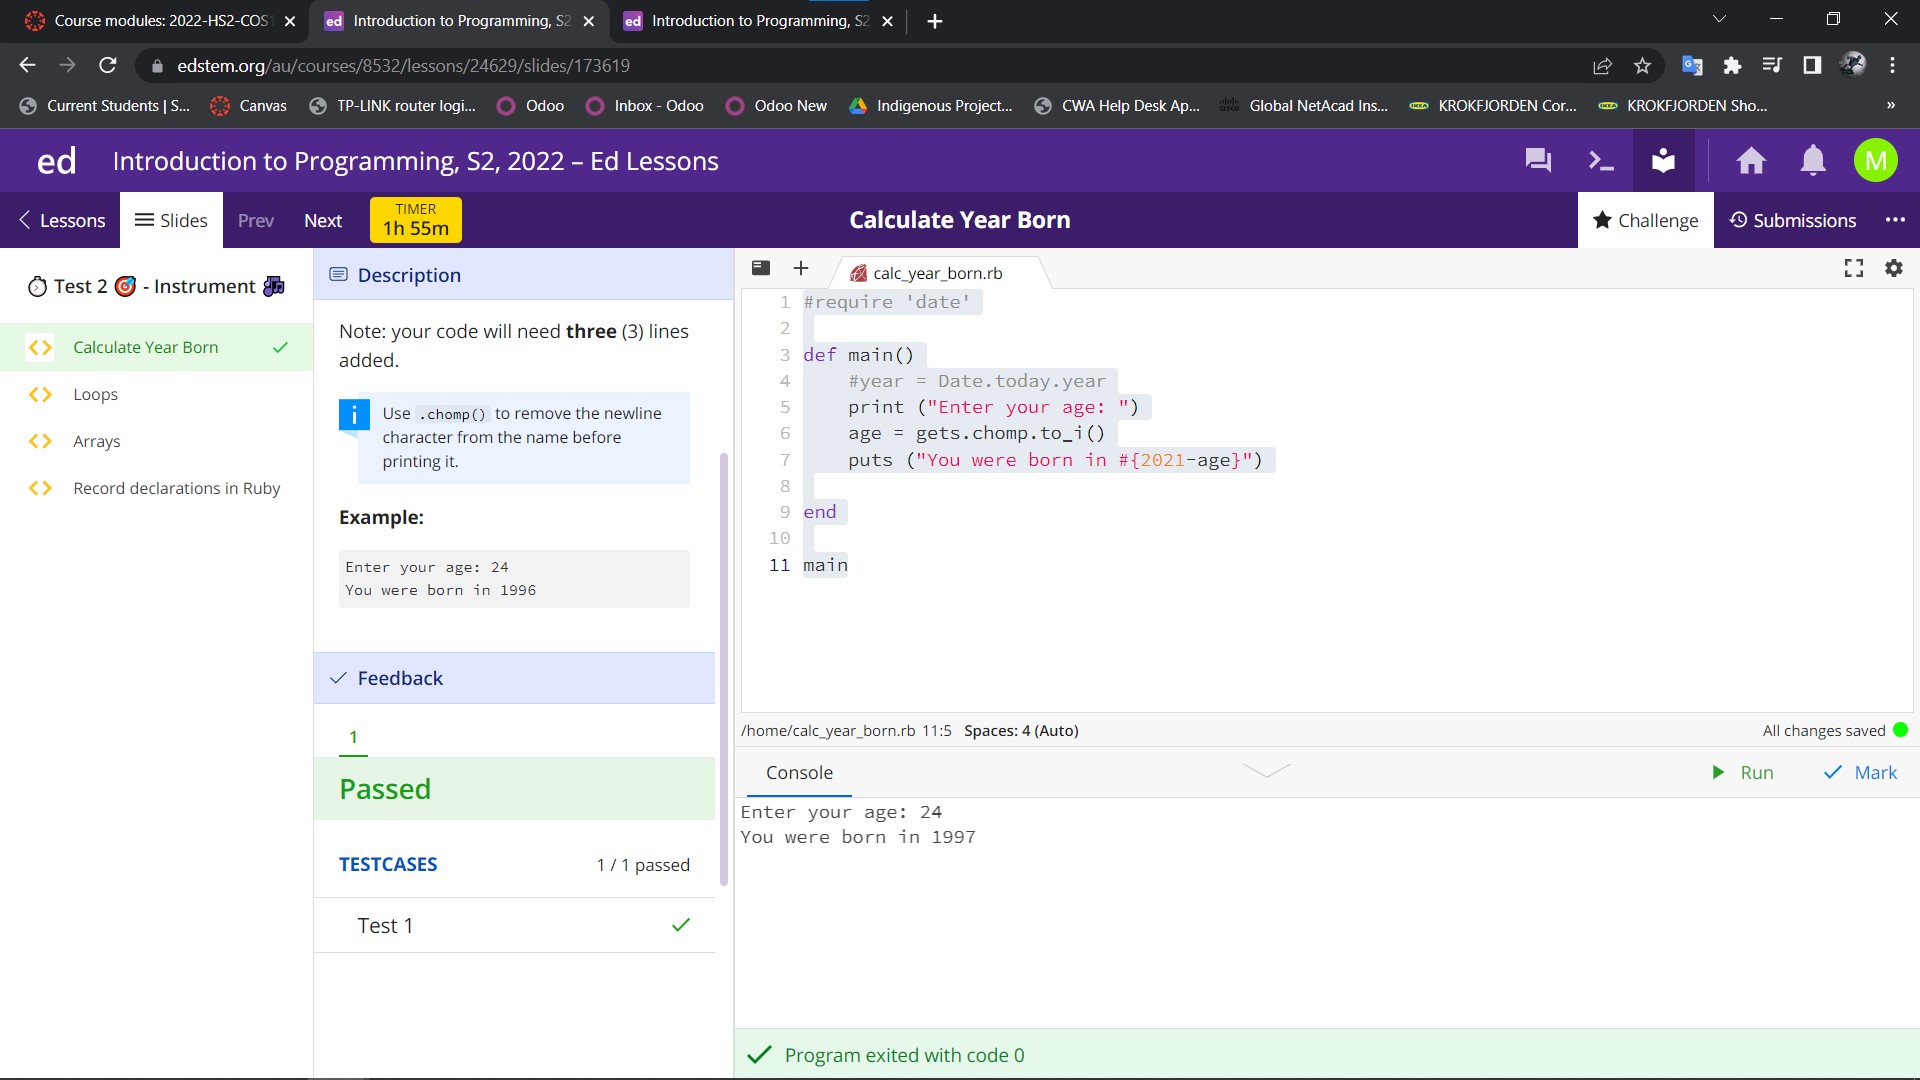 Course modules: 2022-HS2-COS
Introduction to Programming, S2
Introduction to Programming, S2
edstem.org/au/courses/8532/lessons/24629/slides/173619
Current Students | S...
Canvas
TP-LINK router logi...
Odoo
Inbox - Odoo
Odoo New
Indigenous Project...
CWA Help Desk Ap...
Global NetAcad Ins...
KROKFJORDEN Cor...
KROKFJORDEN Sho...
»
ed Introduction to Programming, S2, 2022 – Ed Lessons
M
Lessons
Slides
Prev
Next
TIMER
1h 55m
Calculate Year Born
Challenge
Submissions
Test 2 🎯 - Instrument
Calculate Year Born
Loops
Arrays
Record declarations in Ruby
Description
Note: your code will need three (3) lines
added.
i
Use .chomp() to remove the newline
character from the name before
printing it.
Example:
Enter your age: 24
You were born in 1996
Feedback
1
Passed
TESTCASES 1 / 1 passed
Test 1
calc_year_born.rb
1 #require 'date'
2
3 def main()
4     #year = Date.today.year
5     print ("Enter your age: ")
6     age = gets.chomp.to_i()
7     puts ("You were born in #{2021-age}")
8
9 end
10
11 main
/home/calc_year_born.rb 11:5 Spaces: 4 (Auto)
All changes saved
Console
Run
Mark
Enter your age: 24
You were born in 1997
Program exited with code 0